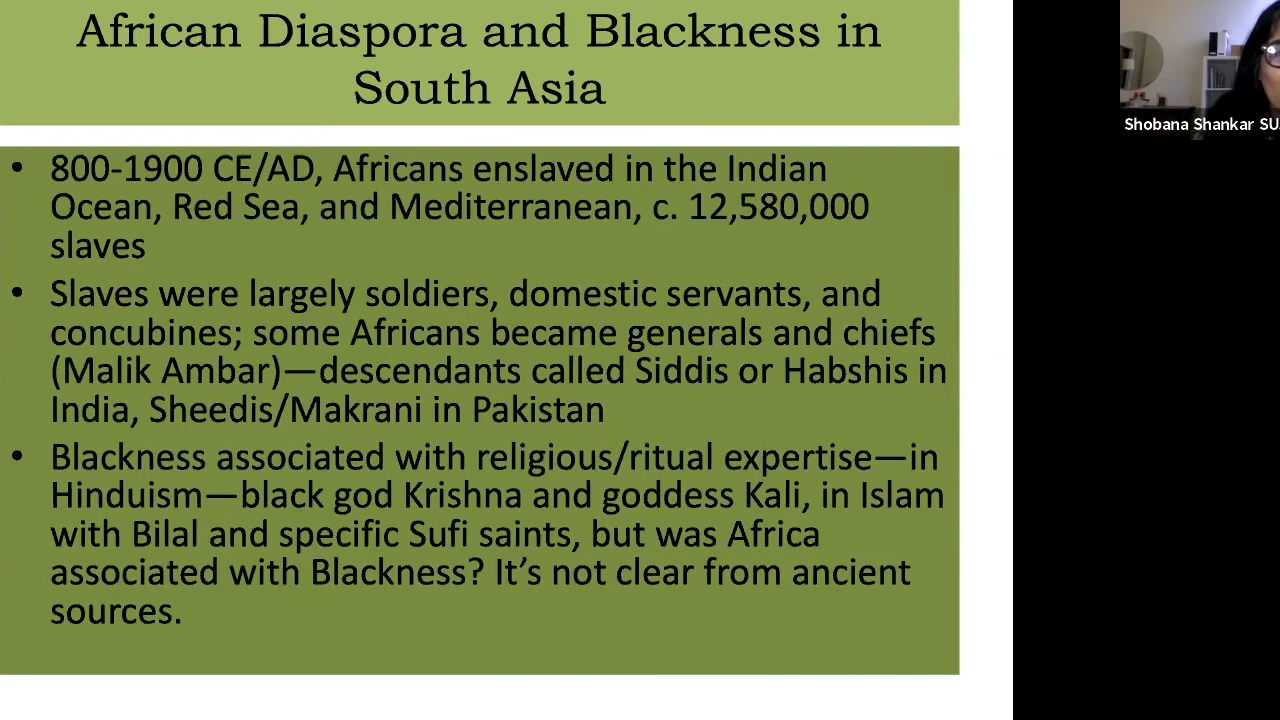 African Diaspora and Blackness in
South Asia
• 800-1900 CE/AD, Africans enslaved in the Indian
Ocean, Red Sea, and Mediterranean, c. 12,580,000
slaves
• Slaves were largely soldiers, domestic servants, and
concubines; some Africans became generals and chiefs
(Malik Ambar)—descendants called Siddis or Habshis in
India, Sheedis/Makrani in Pakistan
• Blackness associated with religious/ritual expertise—in
Hinduism—black god Krishna and goddess Kali, in Islam
with Bilal and specific Sufi saints, but was Africa
associated with Blackness? It’s not clear from ancient
sources.
Shobana Shankar SU